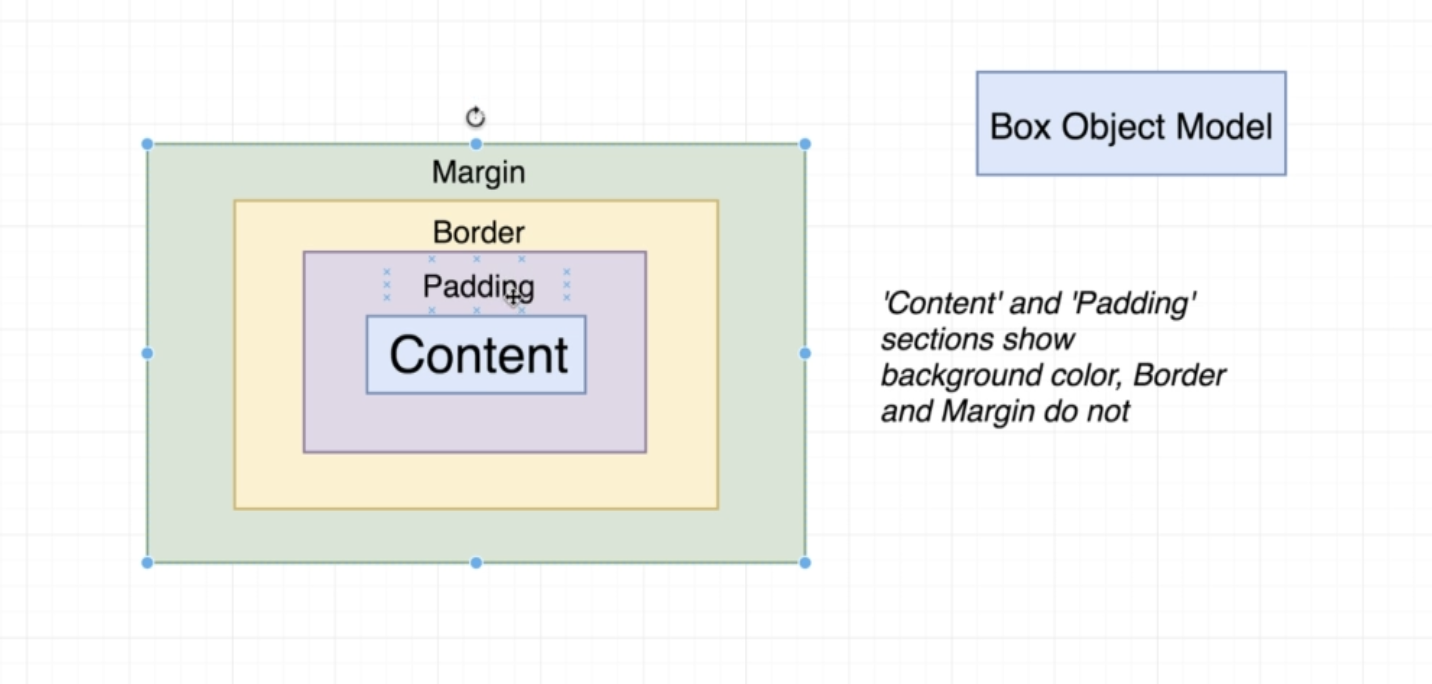 Box Object Model
Margin
Border
Padding
Content
'Content' and 'Padding'
sections show
background color, Border
and Margin do not